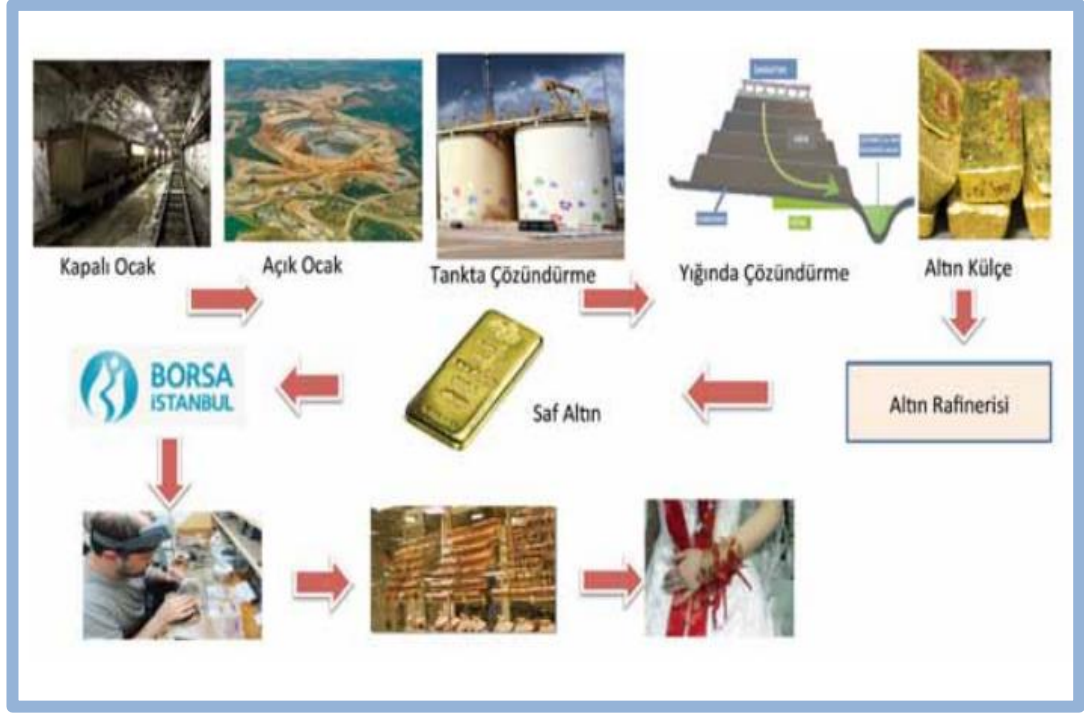 Kapalı Ocak
Açık Ocak
Tankta Çözündürme
Yığında Çözündürme
Altın Külçe
BORSA
İSTANBUL
Saf Altın
Altın Rafinerisi